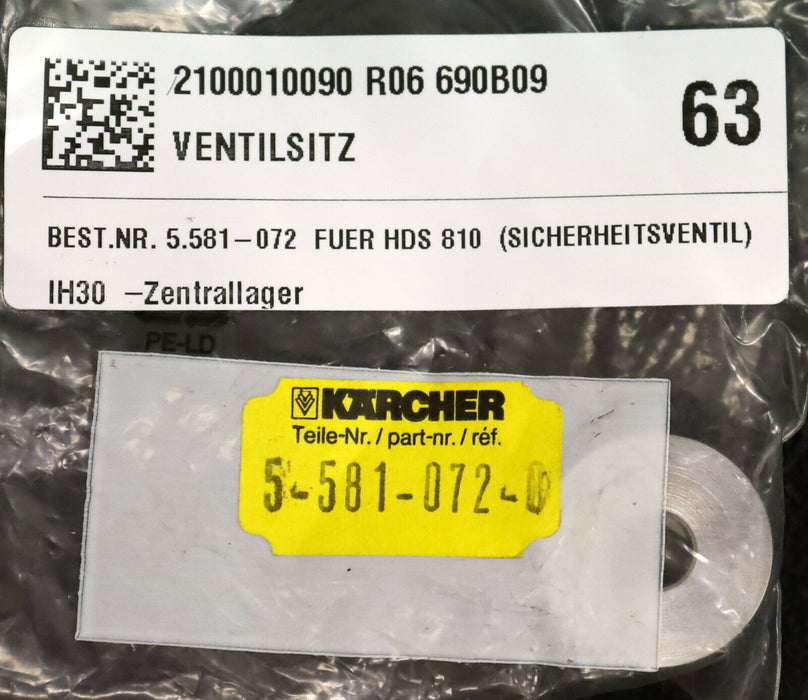 2100010090 R06 690B09
63
VENTILSITZ
BEST.NR. 5.581-072 FUER HDS 810 (SICHERHEITSVENTIL)
IH30 -Zentrallager
PE-LD
KÄRCHER
Teile-Nr. / part-nr. / réf.
5-581-072-0